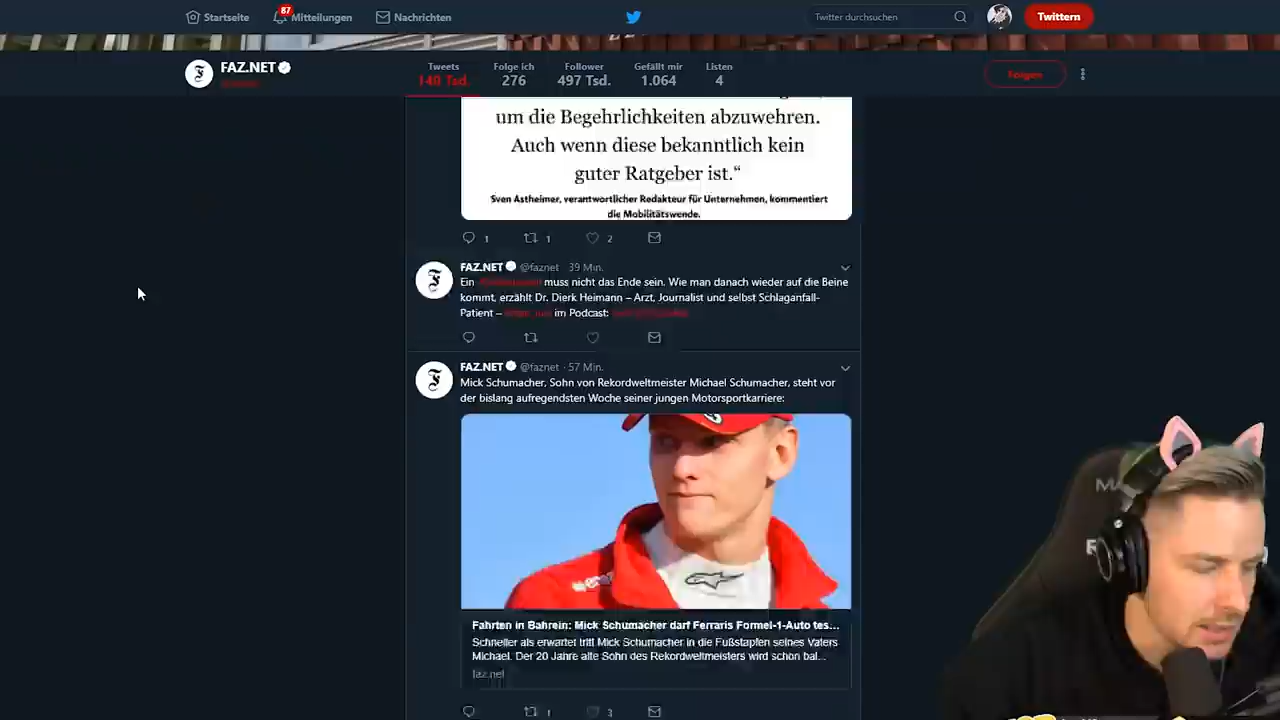 Startseite
87
Mitteilungen
Nachrichten
Twitter durchsuchen
Twittern
FAZ.NET
Tweets
140 Tsd.
Folge ich
276
Follower
497 Tsd.
Gefällt mir
1.064
Listen
4
Folgen
um die Begehrlichkeiten abzuwehren.
Auch wenn diese bekanntlich kein
guter Ratgeber ist.“
Sven Astheimer, verantwortlicher Redakteur für Unternehmen, kommentiert
die Mobilitätswende.
1
1
2
FAZ.NET @faznet · 39 Min.
Ein muss nicht das Ende sein. Wie man danach wieder auf die Beine
kommt, erzählt Dr. Dierk Heimann – Arzt, Journalist und selbst Schlaganfall-
Patient – im Podcast:
FAZ.NET @faznet · 57 Min.
Mick Schumacher, Sohn von Rekordweltmeister Michael Schumacher, steht vor
der bislang aufregendsten Woche seiner jungen Motorsportkarriere:
Fahrten in Bahrein: Mick Schumacher darf Ferraris Formel-1-Auto tes...
Schneller als erwartet tritt Mick Schumacher in die Fußstapfen seines Vaters
Michael. Der 20 Jahre alte Sohn des Rekordweltmeisters wird schon bal...
faz.net
1
3